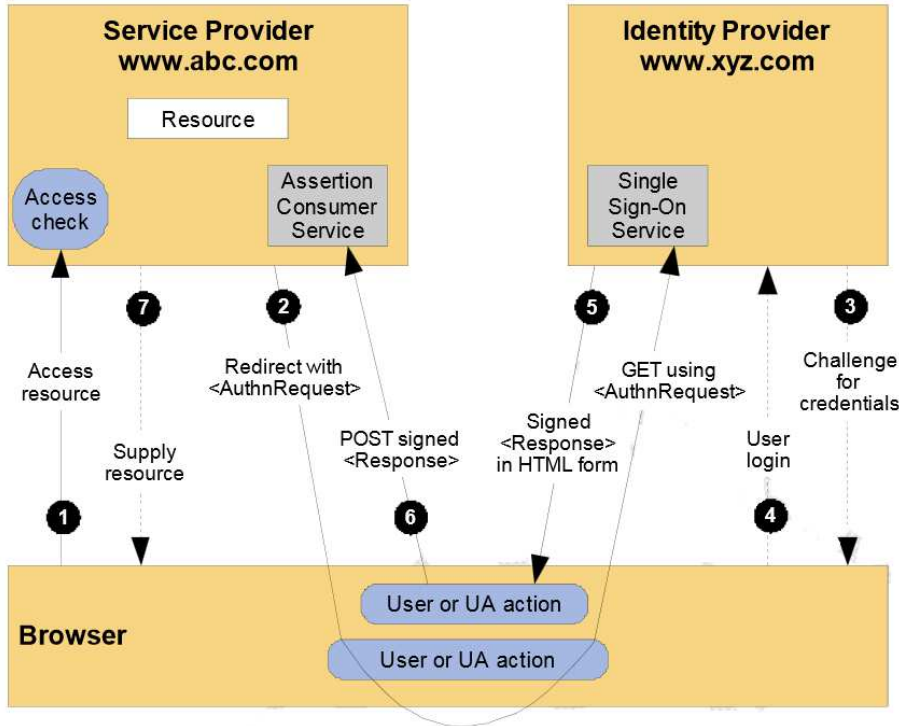 Service Provider
www.abc.com
Resource
Access
check
Assertion
Consumer
Service
Identity Provider
www.xyz.com
Single
Sign-On
Service
7
2
5
3
Access
resource
Redirect with
<AuthnRequest>
GET using
<AuthnRequest>
Challenge
for
credentials
Supply
resource
POST signed
<Response>
Signed
<Response>
in HTML form
User
login
1
6
4
Browser
User or UA action
User or UA action